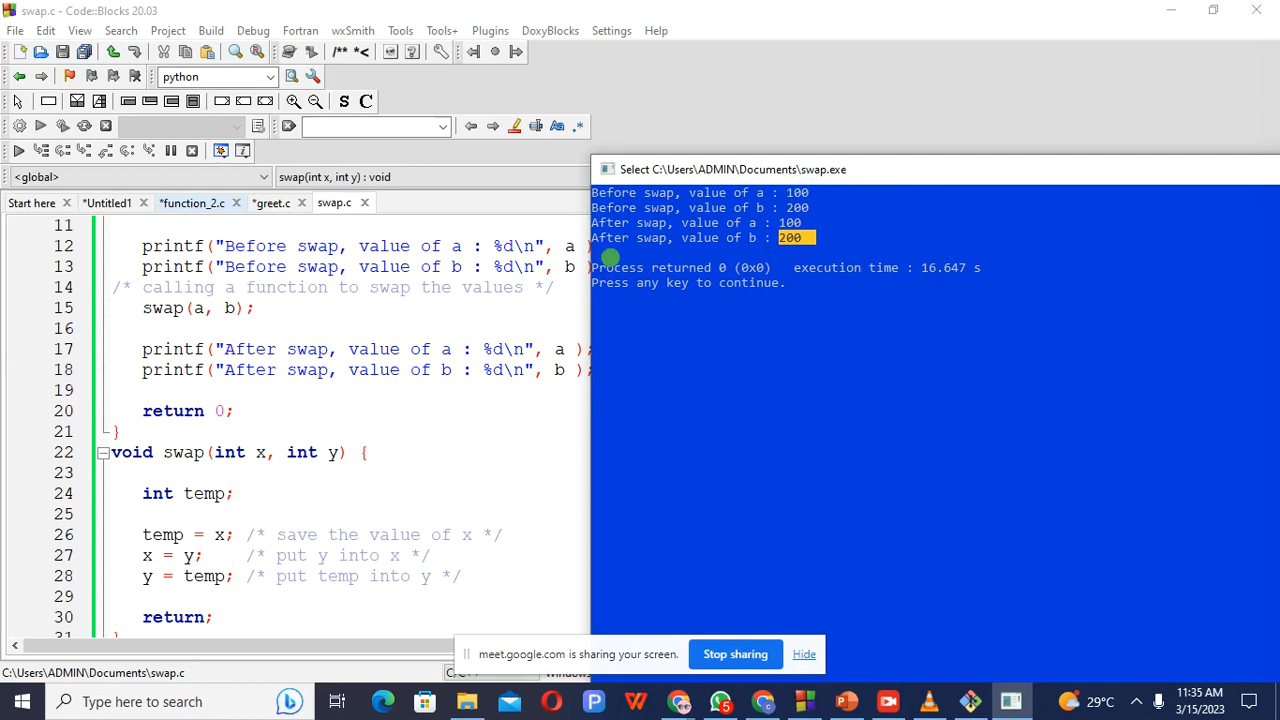 swap.c - Code::Blocks 20.03
File Edit View Search Project Build Debug Fortran wxSmith Tools Tools+ Plugins DoxyBlocks Settings Help
/** *<
python
S C
.*
<global> swap(int x, int y) : void
Start here *Untitled1 *function_2.c *greet.c swap.c
11
12 printf("Before swap, value of a : %d\n", a )
13 printf("Before swap, value of b : %d\n", b )
14 /* calling a function to swap the values */
15 swap(a, b);
16
17 printf("After swap, value of a : %d\n", a );
18 printf("After swap, value of b : %d\n", b );
19
20 return 0;
21 }
22 void swap(int x, int y) {
23
24 int temp;
25
26 temp = x; /* save the value of x */
27 x = y; /* put y into x */
28 y = temp; /* put temp into y */
29
30 return;
31 }
Select C:\Users\ADMIN\Documents\swap.exe
Before swap, value of a : 100
Before swap, value of b : 200
After swap, value of a : 100
After swap, value of b : 200
Process returned 0 (0x0) execution time : 16.647 s
Press any key to continue.
meet.google.com is sharing your screen. Stop sharing Hide
C:\Users\ADMIN\Documents\swap.c
Type here to search
5
29°C
11:35 AM
3/15/2023